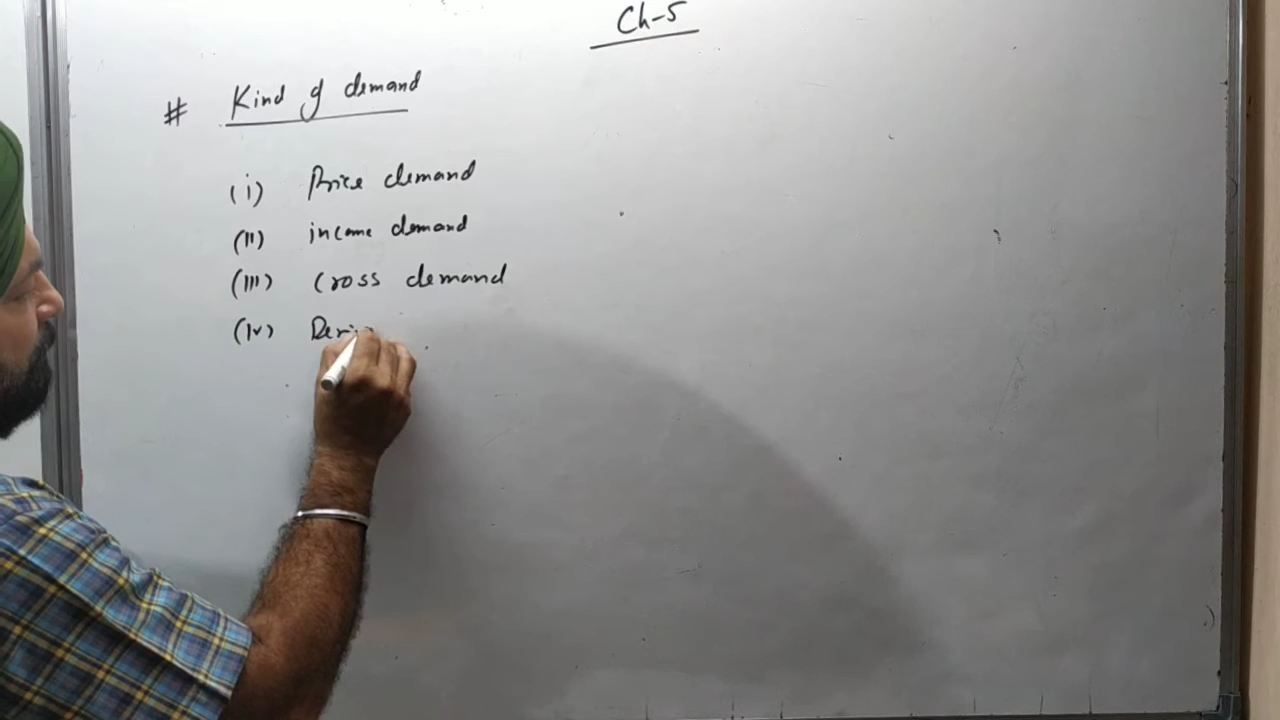 Ch-5
# Kind of demand
(i) Price demand
(ii) income demand
(iii) Cross demand
(iv) Deri